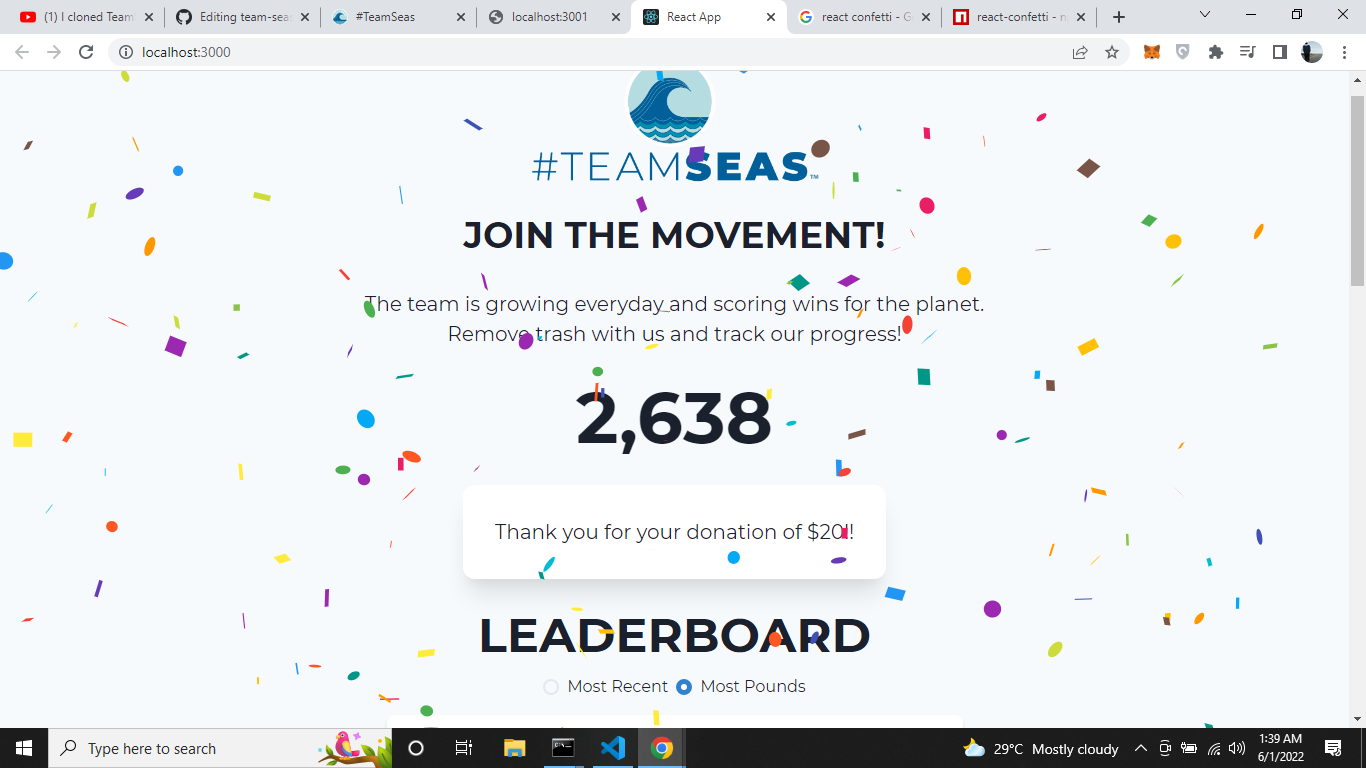 (1) I cloned Team
Editing team-sea
#TeamSeas
localhost:3001
React App
react confetti - G
react-confetti - n
localhost:3000
#TEAMSEAS™
JOIN THE MOVEMENT!
The team is growing everyday and scoring wins for the planet.
Remove trash with us and track our progress!
2,638
Thank you for your donation of $20!!
LEADERBOARD
Most Recent Most Pounds
Type here to search
29°C Mostly cloudy
1:39 AM
6/1/2022